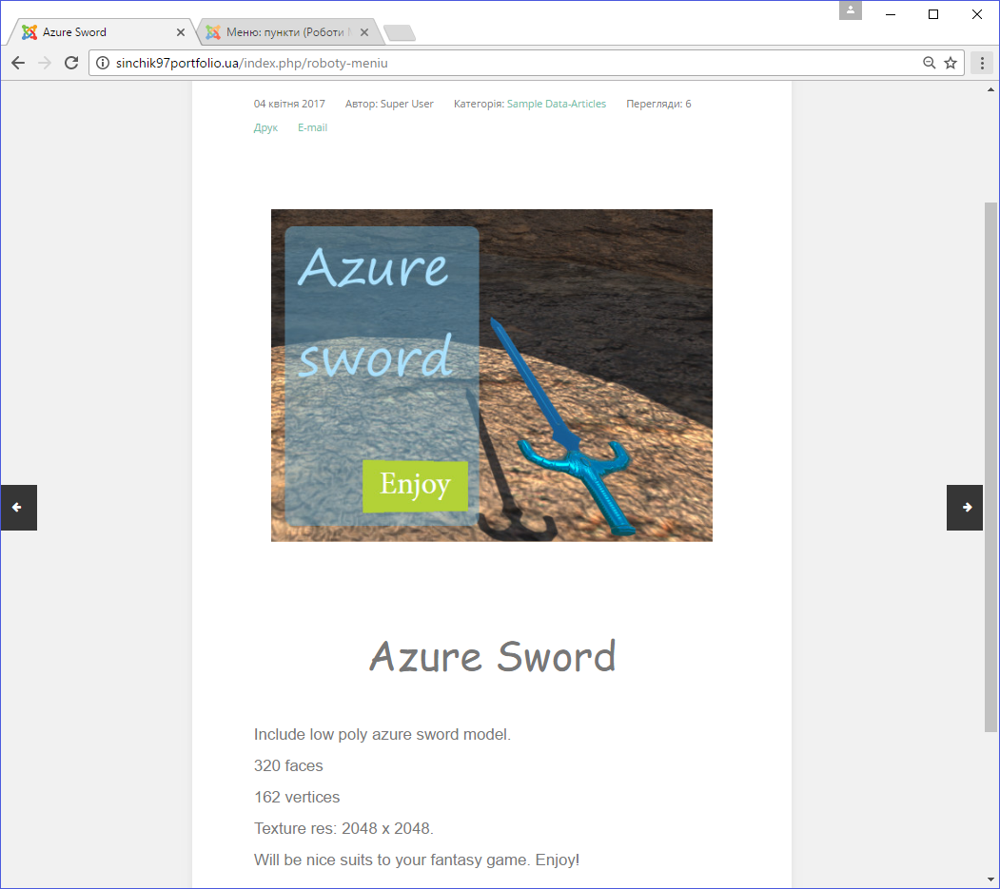 Azure Sword
Меню: пункти (Роботи
sinchik97portfolio.ua/index.php/roboty-meniu
04 квітня 2017 Автор: Super User Категорія: Sample Data-Articles Перегляди: 6
Друк E-mail
Azure
sword
Enjoy
Azure Sword
Include low poly azure sword model.
320 faces
162 vertices
Texture res: 2048 x 2048.
Will be nice suits to your fantasy game. Enjoy!